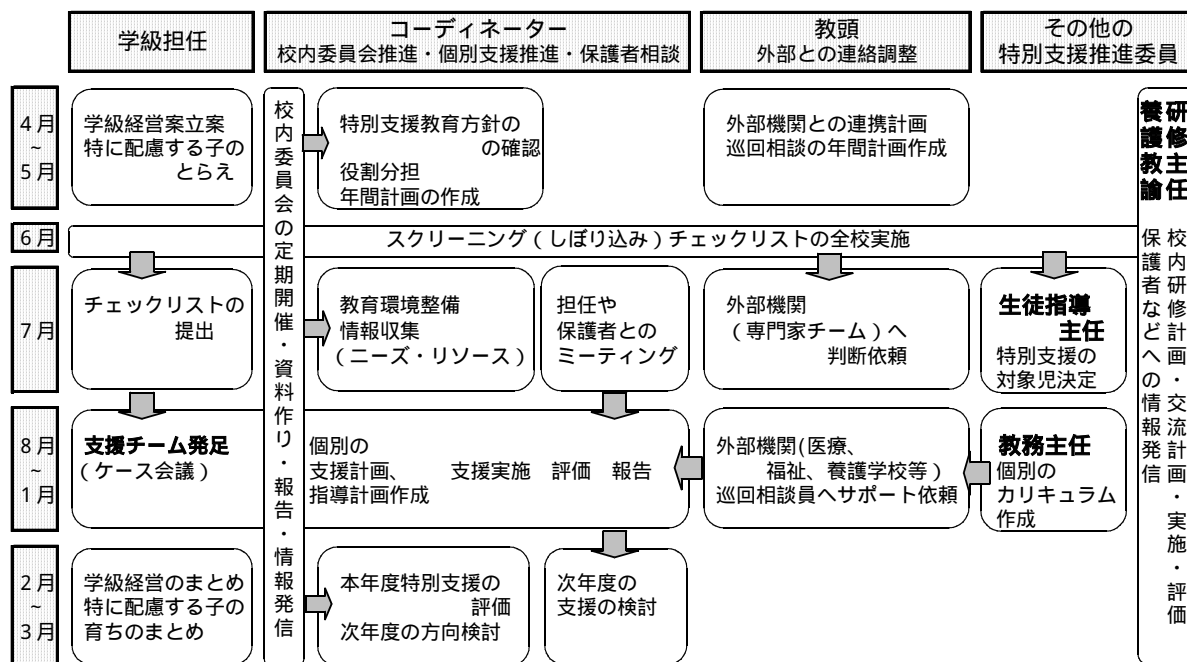 学級担任
コーディネーター
校内委員会推進・個別支援推進・保護者相談
教頭
外部との連絡調整
その他の
特別支援推進委員
4月
~
5月
学級経営案立案
特に配慮する子の
とらえ
校内委員会の定期開催・資料作り・報告・情報発信
特別支援教育方針の
の確認
役割分担
年間計画の作成
外部機関との連携計画
巡回相談の年間計画作成
研修主任
養護教諭
校内研修計画・交流計画・実施・評価
保護者などへの情報発信
6月
スクリーニング(しぼり込み)チェックリストの全校実施
7月
チェックリストの
提出
教育環境整備
情報収集
(ニーズ・リソース)
担任や
保護者との
ミーティング
外部機関
(専門家チーム)へ
判断依頼
生徒指導
主任
特別支援の
対象児決定
8月
~
1月
支援チーム発足
(ケース会議)
個別の
支援計画、 支援実施 評価 報告
指導計画作成
外部機関(医療、
福祉、養護学校等)
巡回相談員へサポート依頼
教務主任
個別の
カリキュラム
作成
2月
~
3月
学級経営のまとめ
特に配慮する子の
育ちのまとめ
本年度特別支援の
評価
次年度の方向検討
次年度の
支援の検討